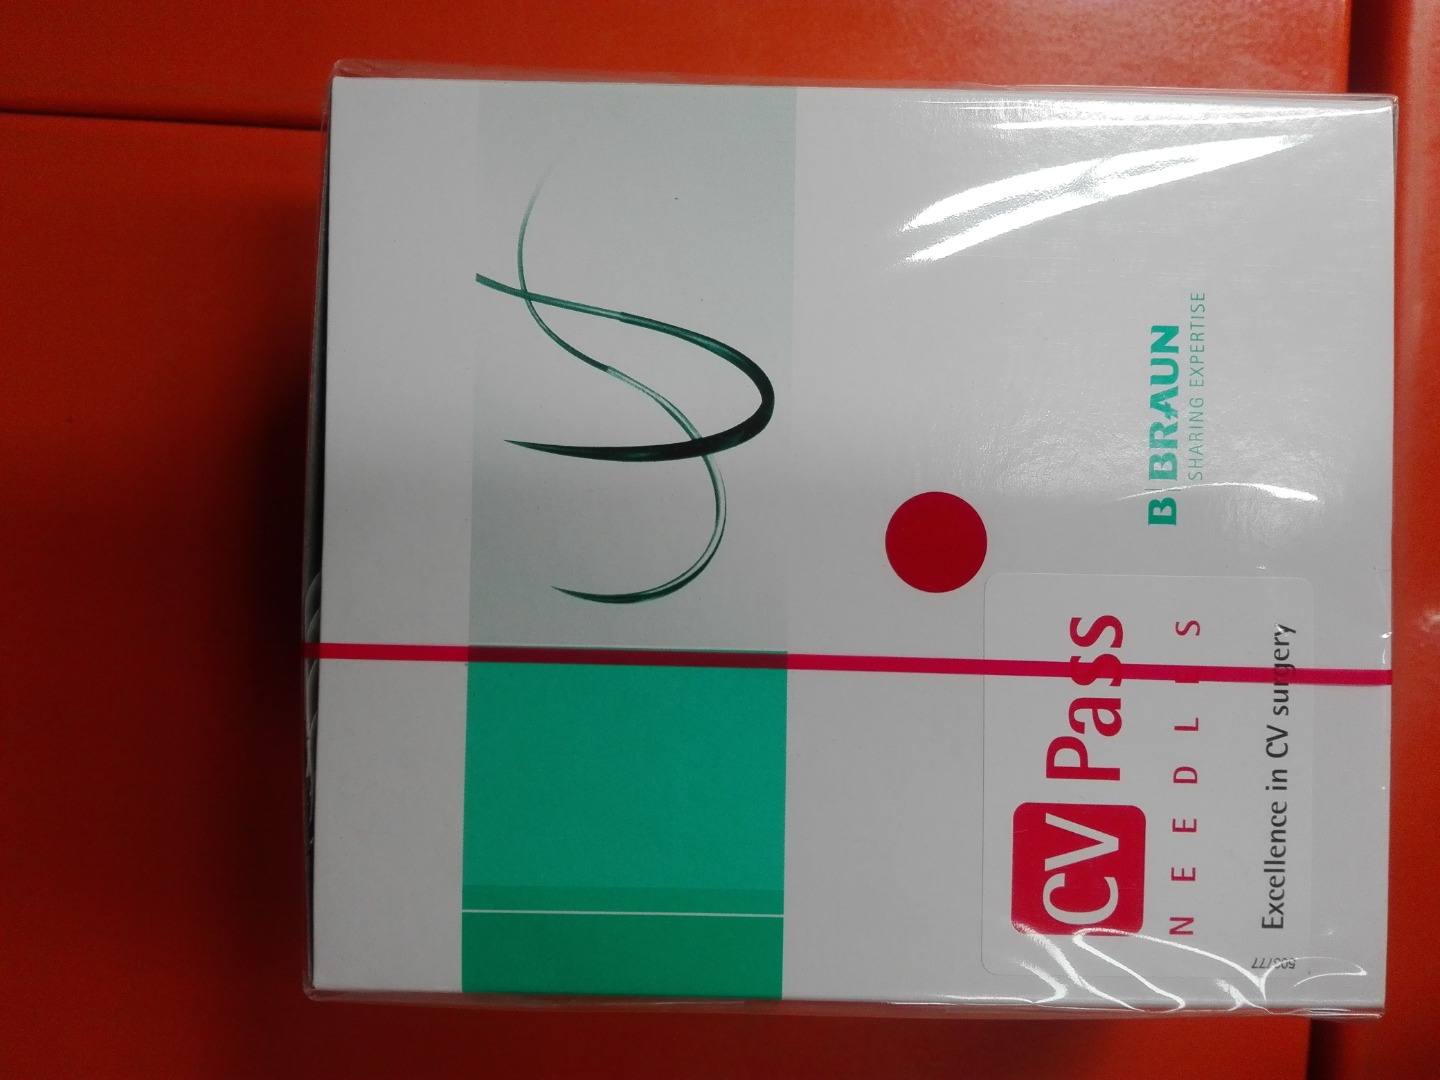 CV Pass
NEEDLES
Excellence in CV surgery
B|BRAUN
SHARING EXPERTISE